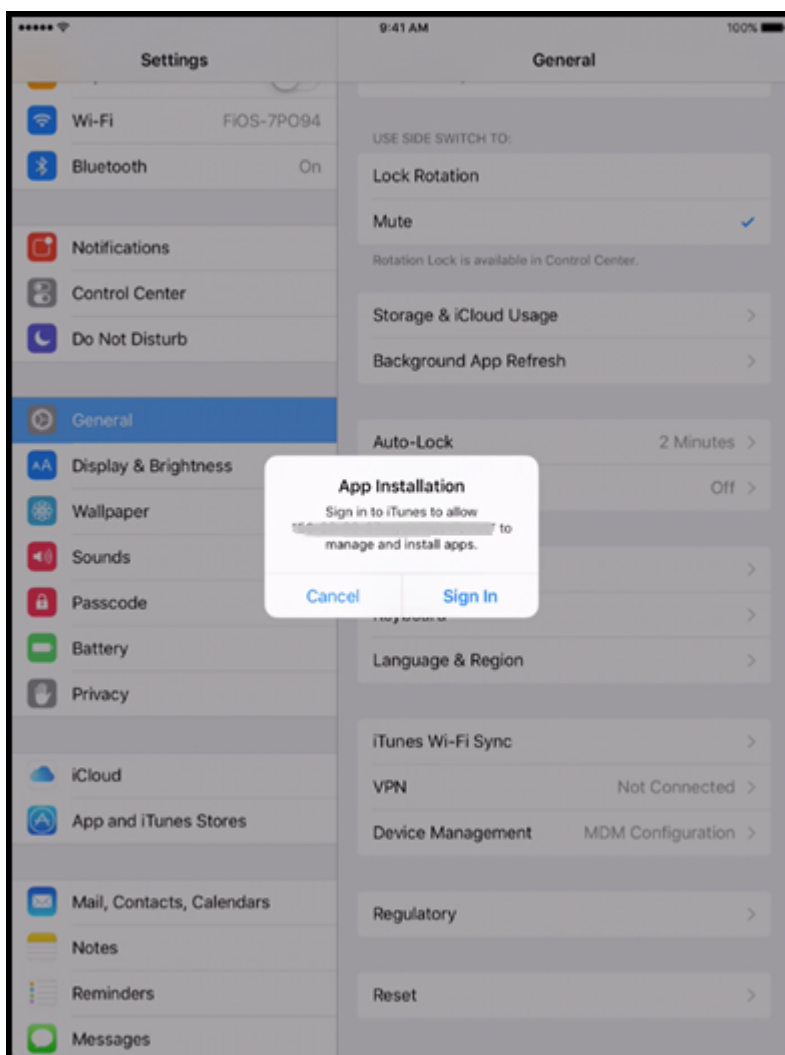 9:41 AM
100%
Settings
General
Wi-Fi
FiOS-7PO94
Bluetooth
On
Notifications
Control Center
Do Not Disturb
General
Display & Brightness
Wallpaper
Sounds
Passcode
Battery
Privacy
iCloud
App and iTunes Stores
Mail, Contacts, Calendars
Notes
Reminders
Messages
USE SIDE SWITCH TO:
Lock Rotation
Mute
Rotation Lock is available in Control Center.
Storage & iCloud Usage
Background App Refresh
Auto-Lock
2 Minutes
Off
Keyboard
Language & Region
iTunes Wi-Fi Sync
VPN
Not Connected
Device Management
MDM Configuration
Regulatory
Reset
App Installation
Sign in to iTunes to allow
to
manage and install apps.
Cancel
Sign In